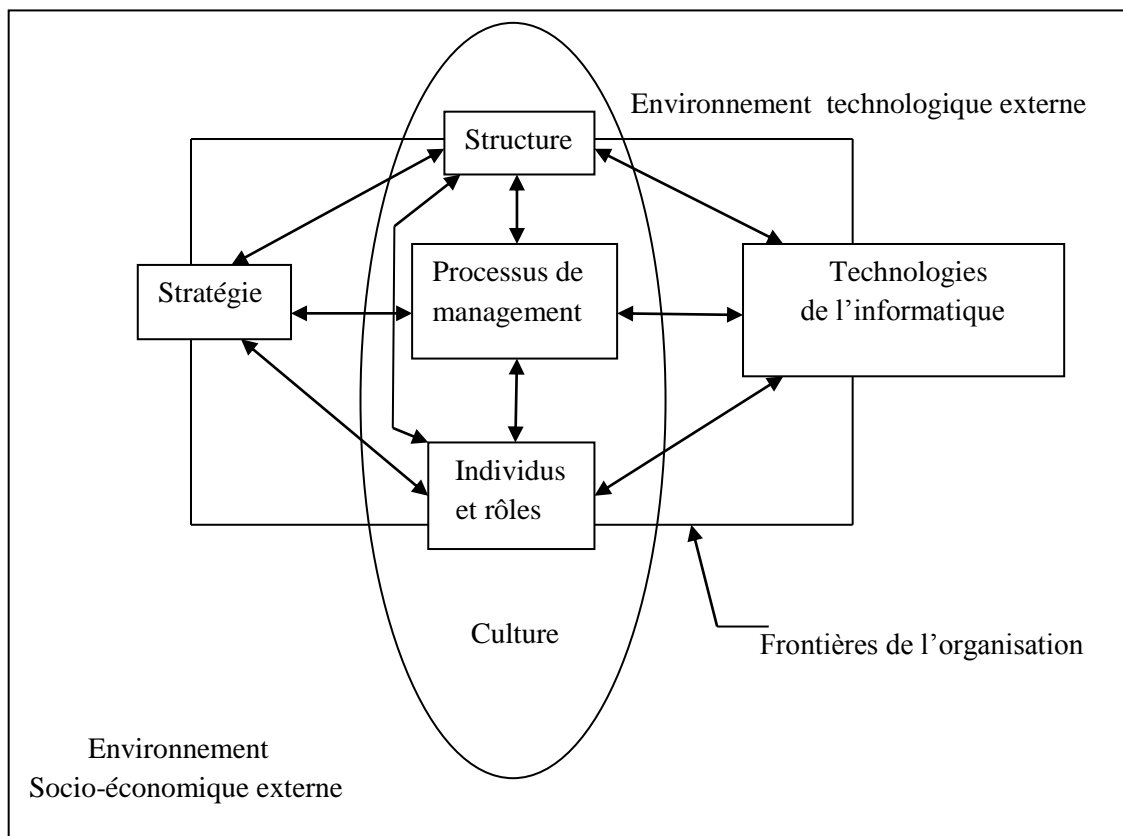 Environnement technologique externe
Structure
Processus de
management
Stratégie
Technologies
de l’informatique
Individus
et rôles
Culture
Frontières de l’organisation
Environnement
Socio-économique externe